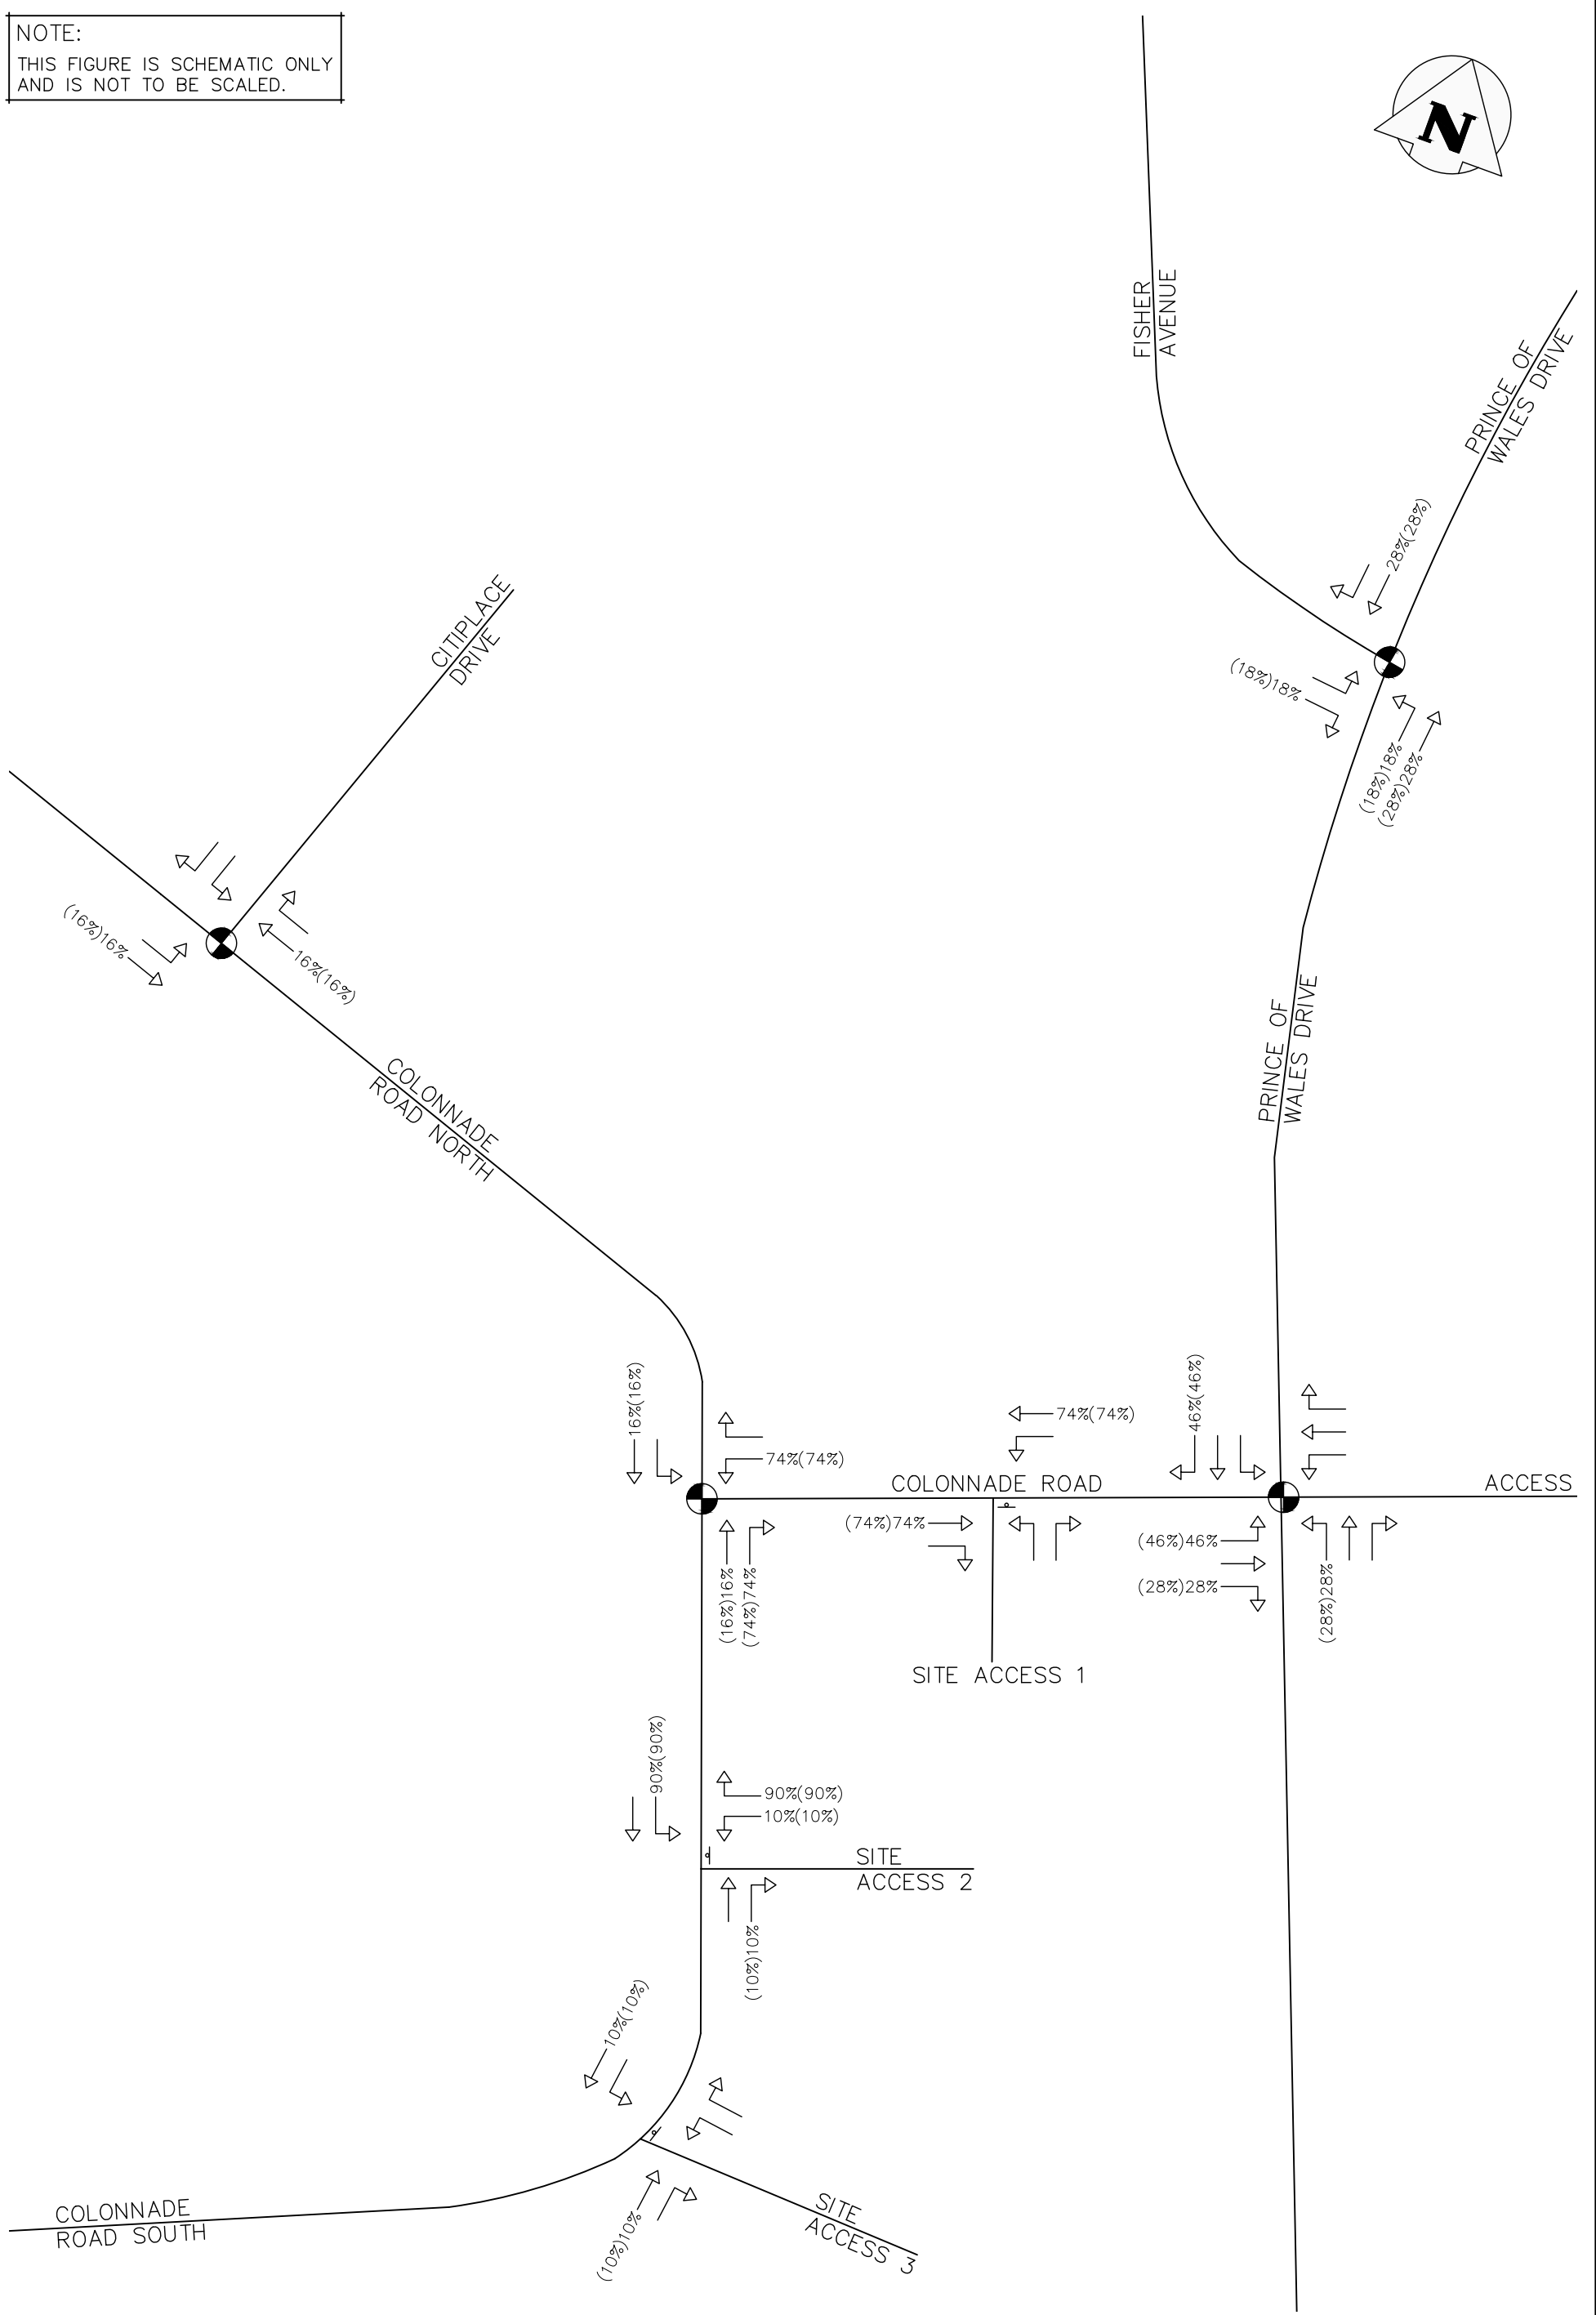 NOTE:
THIS FIGURE IS SCHEMATIC ONLY
AND IS NOT TO BE SCALED.
N
FISHER
AVENUE
PRINCE OF
WALES DRIVE
28%(28%)
(18%)18%
(18%)18%
(28%)28%
CITIPLACE
DRIVE
(16%)16%
16%(16%)
COLONNADE
ROAD NORTH
PRINCE OF
WALES DRIVE
16%(16%)
74%(74%)
74%(74%)
46%(46%)
COLONNADE ROAD
ACCESS
(74%)74%
(46%)46%
(28%)28%
(16%)16%
(74%)74%
(28%)28%
SITE ACCESS 1
90%(90%)
90%(90%)
10%(10%)
SITE
ACCESS 2
(10%)10%
10%(10%)
(10%)10%
SITE
ACCESS 3
COLONNADE
ROAD SOUTH